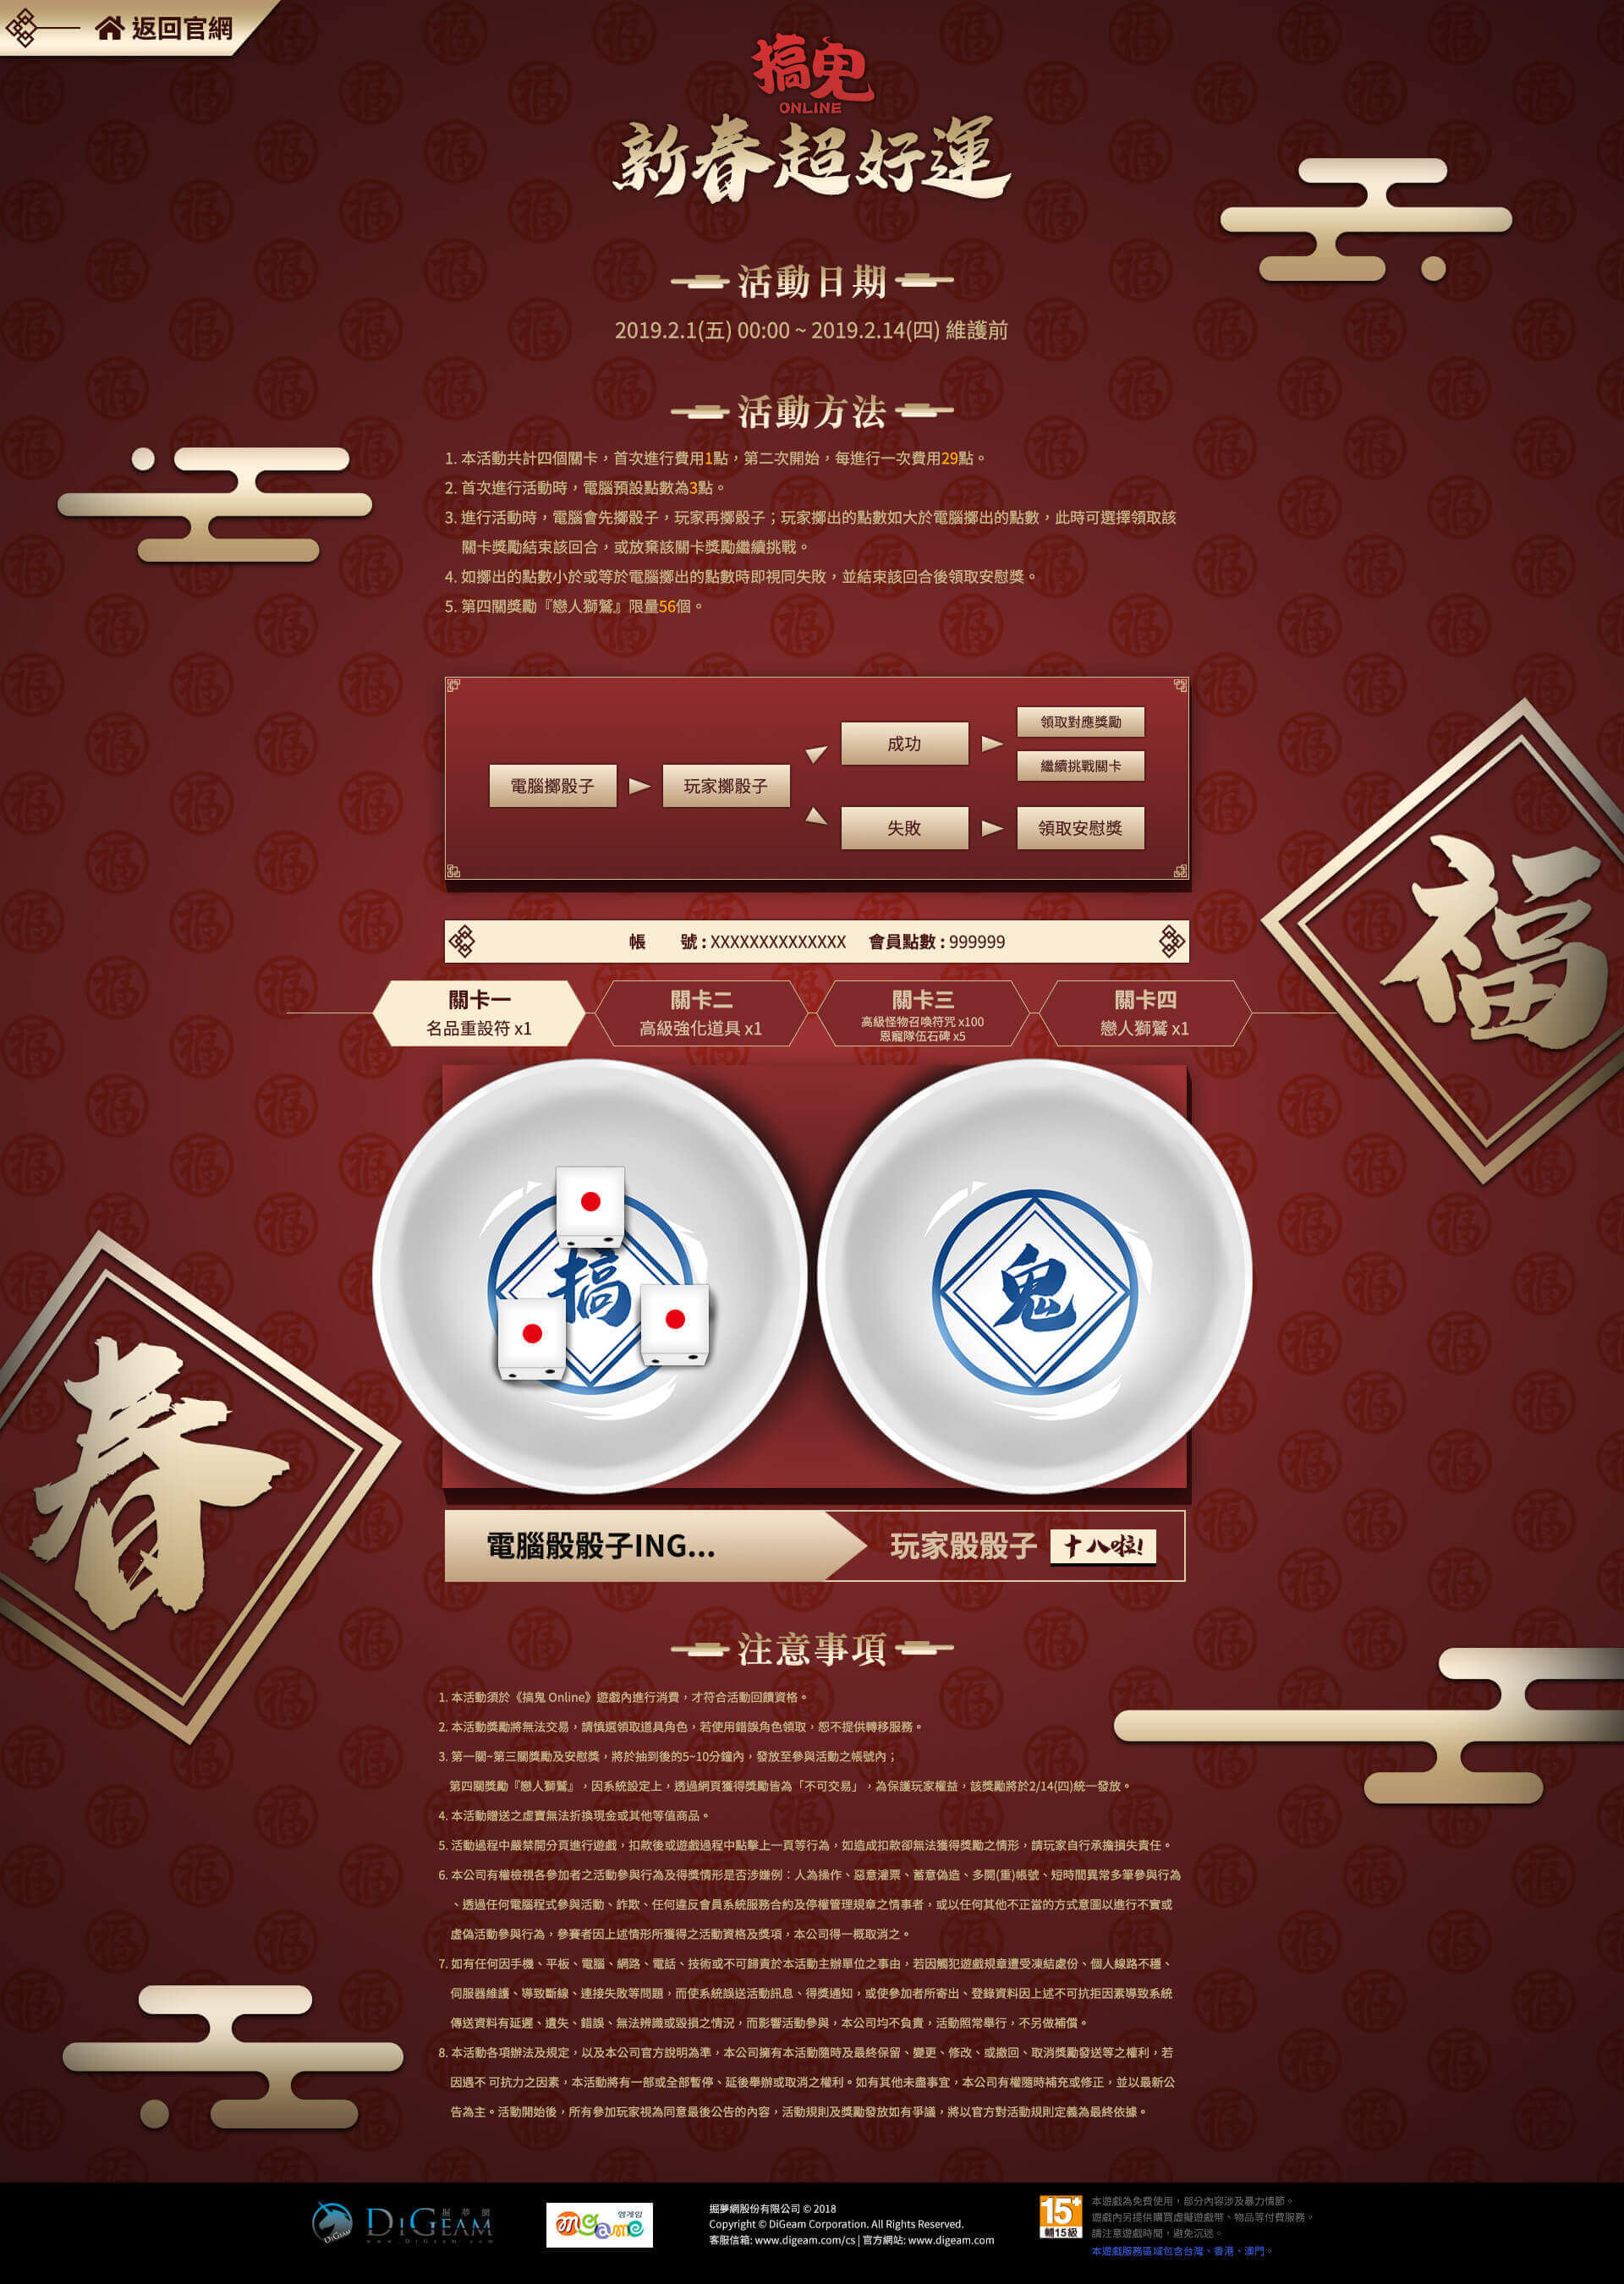 返回官網
搞鬼
ONLINE
新春超好運
活動日期
2019.2.1(五) 00:00 ~ 2019.2.14(四) 維護前
活動方法
1. 本活動共計四個關卡，首次進行費用1點，第二次開始，每進行一次費用29點。
2. 首次進行活動時，電腦預設點數為3點。
3. 進行活動時，電腦會先擲骰子，玩家再擲骰子；玩家擲出的點數如大於電腦擲出的點數，此時可選擇領取該
關卡獎勵結束該回合，或放棄該關卡獎勵繼續挑戰。
4. 如擲出的點數小於或等於電腦擲出的點數時即視同失敗，並結束該回合後領取安慰獎。
5. 第四關獎勵『戀人獅鷲』限量56個。
電腦擲骰子
玩家擲骰子
成功
領取對應獎勵
繼續挑戰關卡
失敗
領取安慰獎
福
帳 號 : XXXXXXXXXXXXXX 會員點數 : 999999
關卡一
名品重設符 x1
關卡二
高級強化道具 x1
關卡三
高級怪物召喚符咒 x100
恩寵隊伍石碑 x5
關卡四
戀人獅鷲 x1
搞
鬼
春
電腦骰骰子ING...
玩家骰骰子
十八啦!
注意事項
1. 本活動須於《搞鬼 Online》遊戲內進行消費，才符合活動回饋資格。
2. 本活動獎勵將無法交易，請慎選領取道具角色，若使用錯誤角色領取，恕不提供轉移服務。
3. 第一關~第三關獎勵及安慰獎，將於抽到後的5~10分鐘內，發放至參與活動之帳號內；
第四關獎勵『戀人獅鷲』，因系統設定上，透過網頁獲得獎勵皆為「不可交易」，為保護玩家權益，該獎勵將於2/14(四)統一發放。
4. 本活動贈送之虛寶無法折換現金或其他等值商品。
5. 活動過程中嚴禁開分頁進行遊戲，扣款後或遊戲過程中點擊上一頁等行為，如造成扣款卻無法獲得獎勵之情形，請玩家自行承擔損失責任。
6. 本公司有權檢視各參加者之活動參與行為及得獎情形是否涉嫌例：人為操作、惡意灌票、蓄意偽造、多開(重)帳號、短時間異常多筆參與行為
、透過任何電腦程式參與活動、詐欺、任何違反會員系統服務合約及停權管理規章之情事者，或以任何其他不正當的方式意圖以進行不實或
虛偽活動參與行為，參賽者因上述情形所獲得之活動資格及獎項，本公司得一概取消之。
7. 如有任何因手機、平板、電腦、網路、電話、技術或不可歸責於本活動主辦單位之事由，若因觸犯遊戲規章遭受凍結處份、個人線路不穩、
伺服器維護、導致斷線、連接失敗等問題，而使系統誤送活動訊息、得獎通知，或使參加者所寄出、登錄資料因上述不可抗拒因素導致系統
傳送資料有延遲、遺失、錯誤、無法辨識或毀損之情況，而影響活動參與，本公司均不負責，活動照常舉行，不另做補償。
8. 本活動各項辦法及規定，以及本公司官方說明為準，本公司擁有本活動隨時及最終保留、變更、修改、或撤回、取消獎勵發送等之權利，若
因遇不 可抗力之因素，本活動將有一部或全部暫停、延後舉辦或取消之權利。如有其他未盡事宜，本公司有權隨時補充或修正，並以最新公
告為主。活動開始後，所有參加玩家視為同意最後公告的內容，活動規則及獎勵發放如有爭議，將以官方對活動規則定義為最終依據。
DiGeam
掘夢網
DIGEAM
www.DiGeam.com
엠게임
mgame
掘夢網股份有限公司 © 2018
Copyright © DiGeam Corporation. All Rights Reserved.
客服信箱: www.digeam.com/cs | 官方網站: www.digeam.com
15+
輔15級
本遊戲為免費使用，部分內容涉及暴力情節。
遊戲內另提供購買虛擬遊戲幣、物品等付費服務。
請注意遊戲時間，避免沉迷。
本遊戲服務區域包含台灣、香港、澳門。